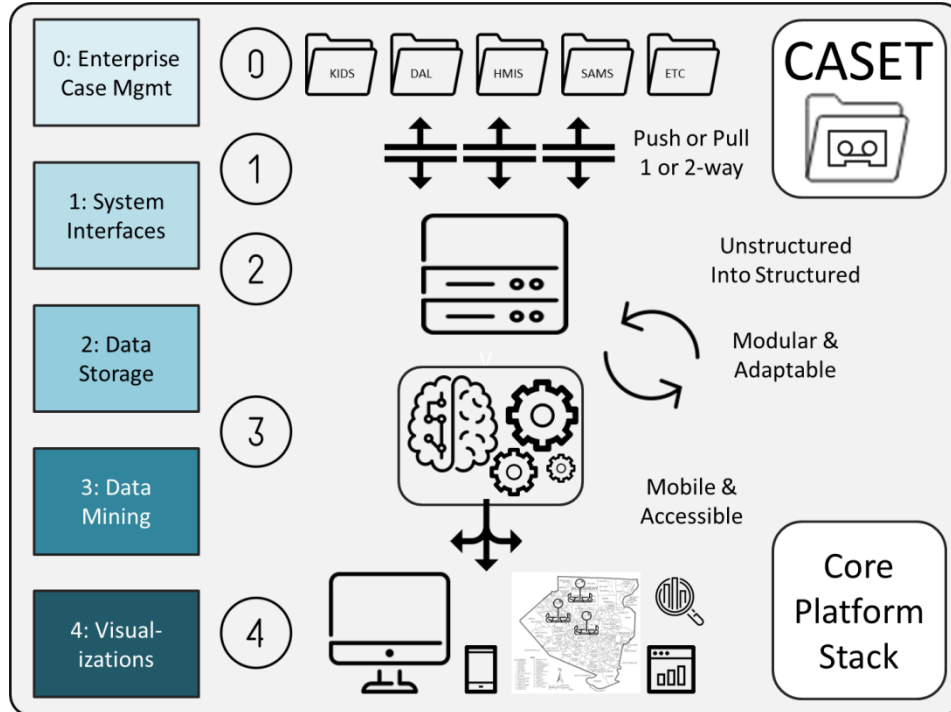 0: Enterprise
Case Mgmt
1: System
Interfaces
2: Data
Storage
3: Data
Mining
4: Visual-
izations
0
1
2
3
4
KIDS
DAL
HMIS
SAMS
ETC
Push or Pull
1 or 2-way
Unstructured
Into Structured
Modular &
Adaptable
Mobile &
Accessible
V
CASET
Core
Platform
Stack